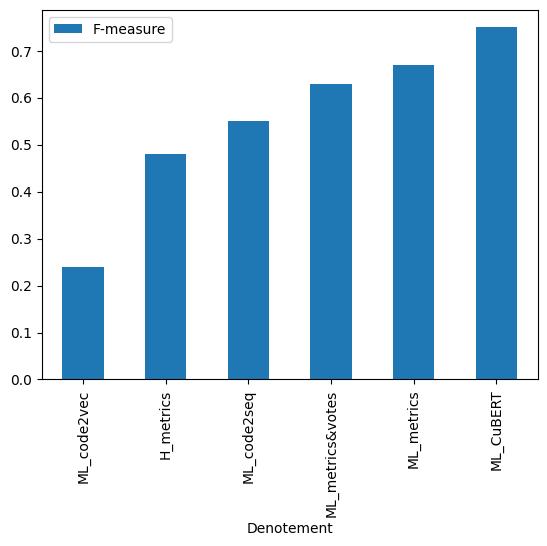 F-measure
0.7
0.6
0.5
0.4
0.3
0.2
0.1
0.0
ML_code2vec
H_metrics
ML_code2seq
ML_metrics&votes
ML_metrics
ML_CuBERT
Denotement